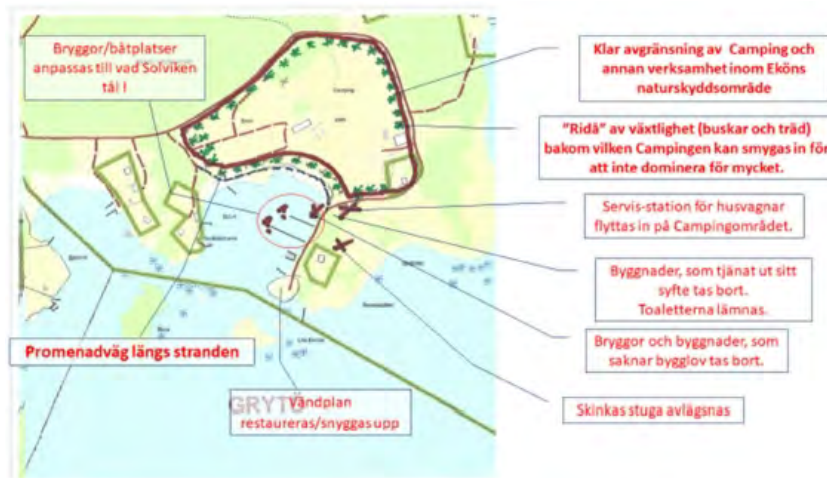 Bryggor/båtplatser
anpassas till vad Solviken
tål !
Klar avgränsning av Camping och
annan verksamhet inom Eköns
naturskyddsområde
"Ridå" av växtlighet (buskar och träd)
bakom vilken Campingen kan smygas in för
att inte dominera för mycket.
Servis-station för husvagnar
flyttas in på Campingområdet.
Byggnader, som tjänat ut sitt
syfte tas bort.
Toaletterna lämnas.
Promenadväg längs stranden
Bryggor och byggnader, som
saknar bygglov tas bort.
GRYT
Vändplan
restaureras/snyggas upp
Skinkas stuga avlägsnas
Camping